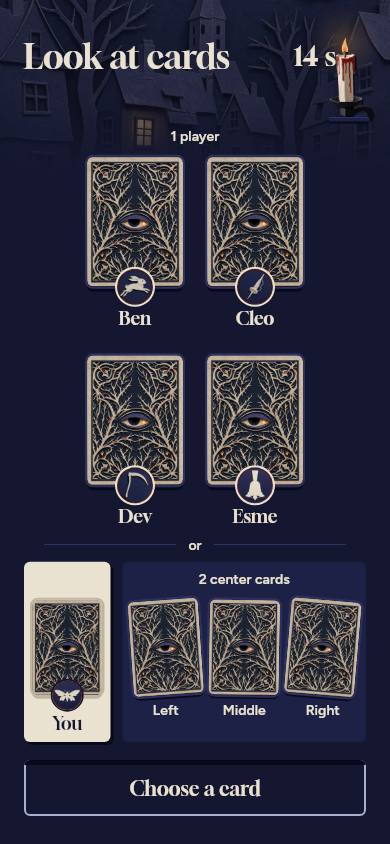 Look at cards
14 s
1 player
Ben
Cleo
Dev
Esme
or
2 center cards
You
Left
Middle
Right
Choose a card